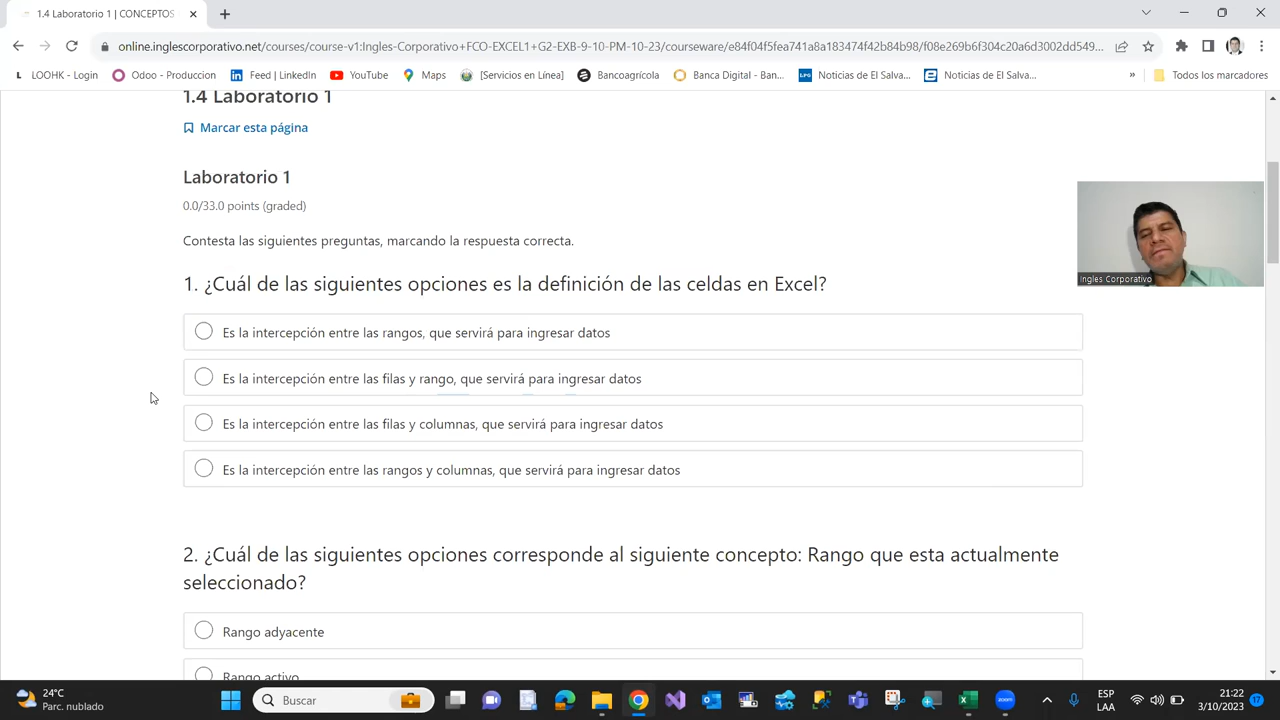 1.4 Laboratorio 1 | CONCEPTOS
online.inglescorporativo.net/courses/course-v1:Ingles-Corporativo+FCO-EXCEL1+G2-EXB-9-10-PM-10-23/courseware/e84f04f5fea741a8a183474f42b84b98/f08e269b6f304c20a6d3002dd549...
LOOHK - Login
Odoo - Produccion
Feed | LinkedIn
YouTube
Maps
[Servicios en Línea]
Bancoagrícola
Banca Digital - Ban...
LPG Noticias de El Salva...
Noticias de El Salva...
»
Todos los marcadores
1.4 Laboratorio 1
Marcar esta página
Laboratorio 1
0.0/33.0 points (graded)
Contesta las siguientes preguntas, marcando la respuesta correcta.
Ingles Corporativo
1. ¿Cuál de las siguientes opciones es la definición de las celdas en Excel?
Es la intercepción entre las rangos, que servirá para ingresar datos
Es la intercepción entre las filas y rango, que servirá para ingresar datos
Es la intercepción entre las filas y columnas, que servirá para ingresar datos
Es la intercepción entre las rangos y columnas, que servirá para ingresar datos
2. ¿Cuál de las siguientes opciones corresponde al siguiente concepto: Rango que esta actualmente
seleccionado?
Rango adyacente
Rango activo
24°C
Parc. nublado
Buscar
ESP
LAA
21:22
3/10/2023